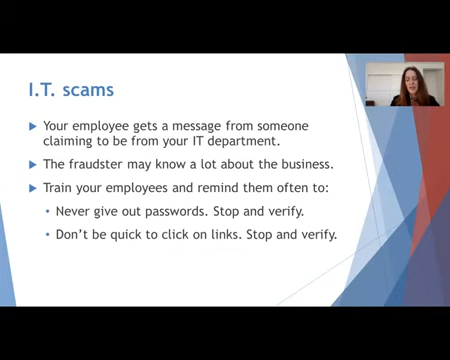 I.T. scams
Your employee gets a message from someone
claiming to be from your IT department.
The fraudster may know a lot about the business.
Train your employees and remind them often to:
Never give out passwords. Stop and verify.
Don’t be quick to click on links. Stop and verify.